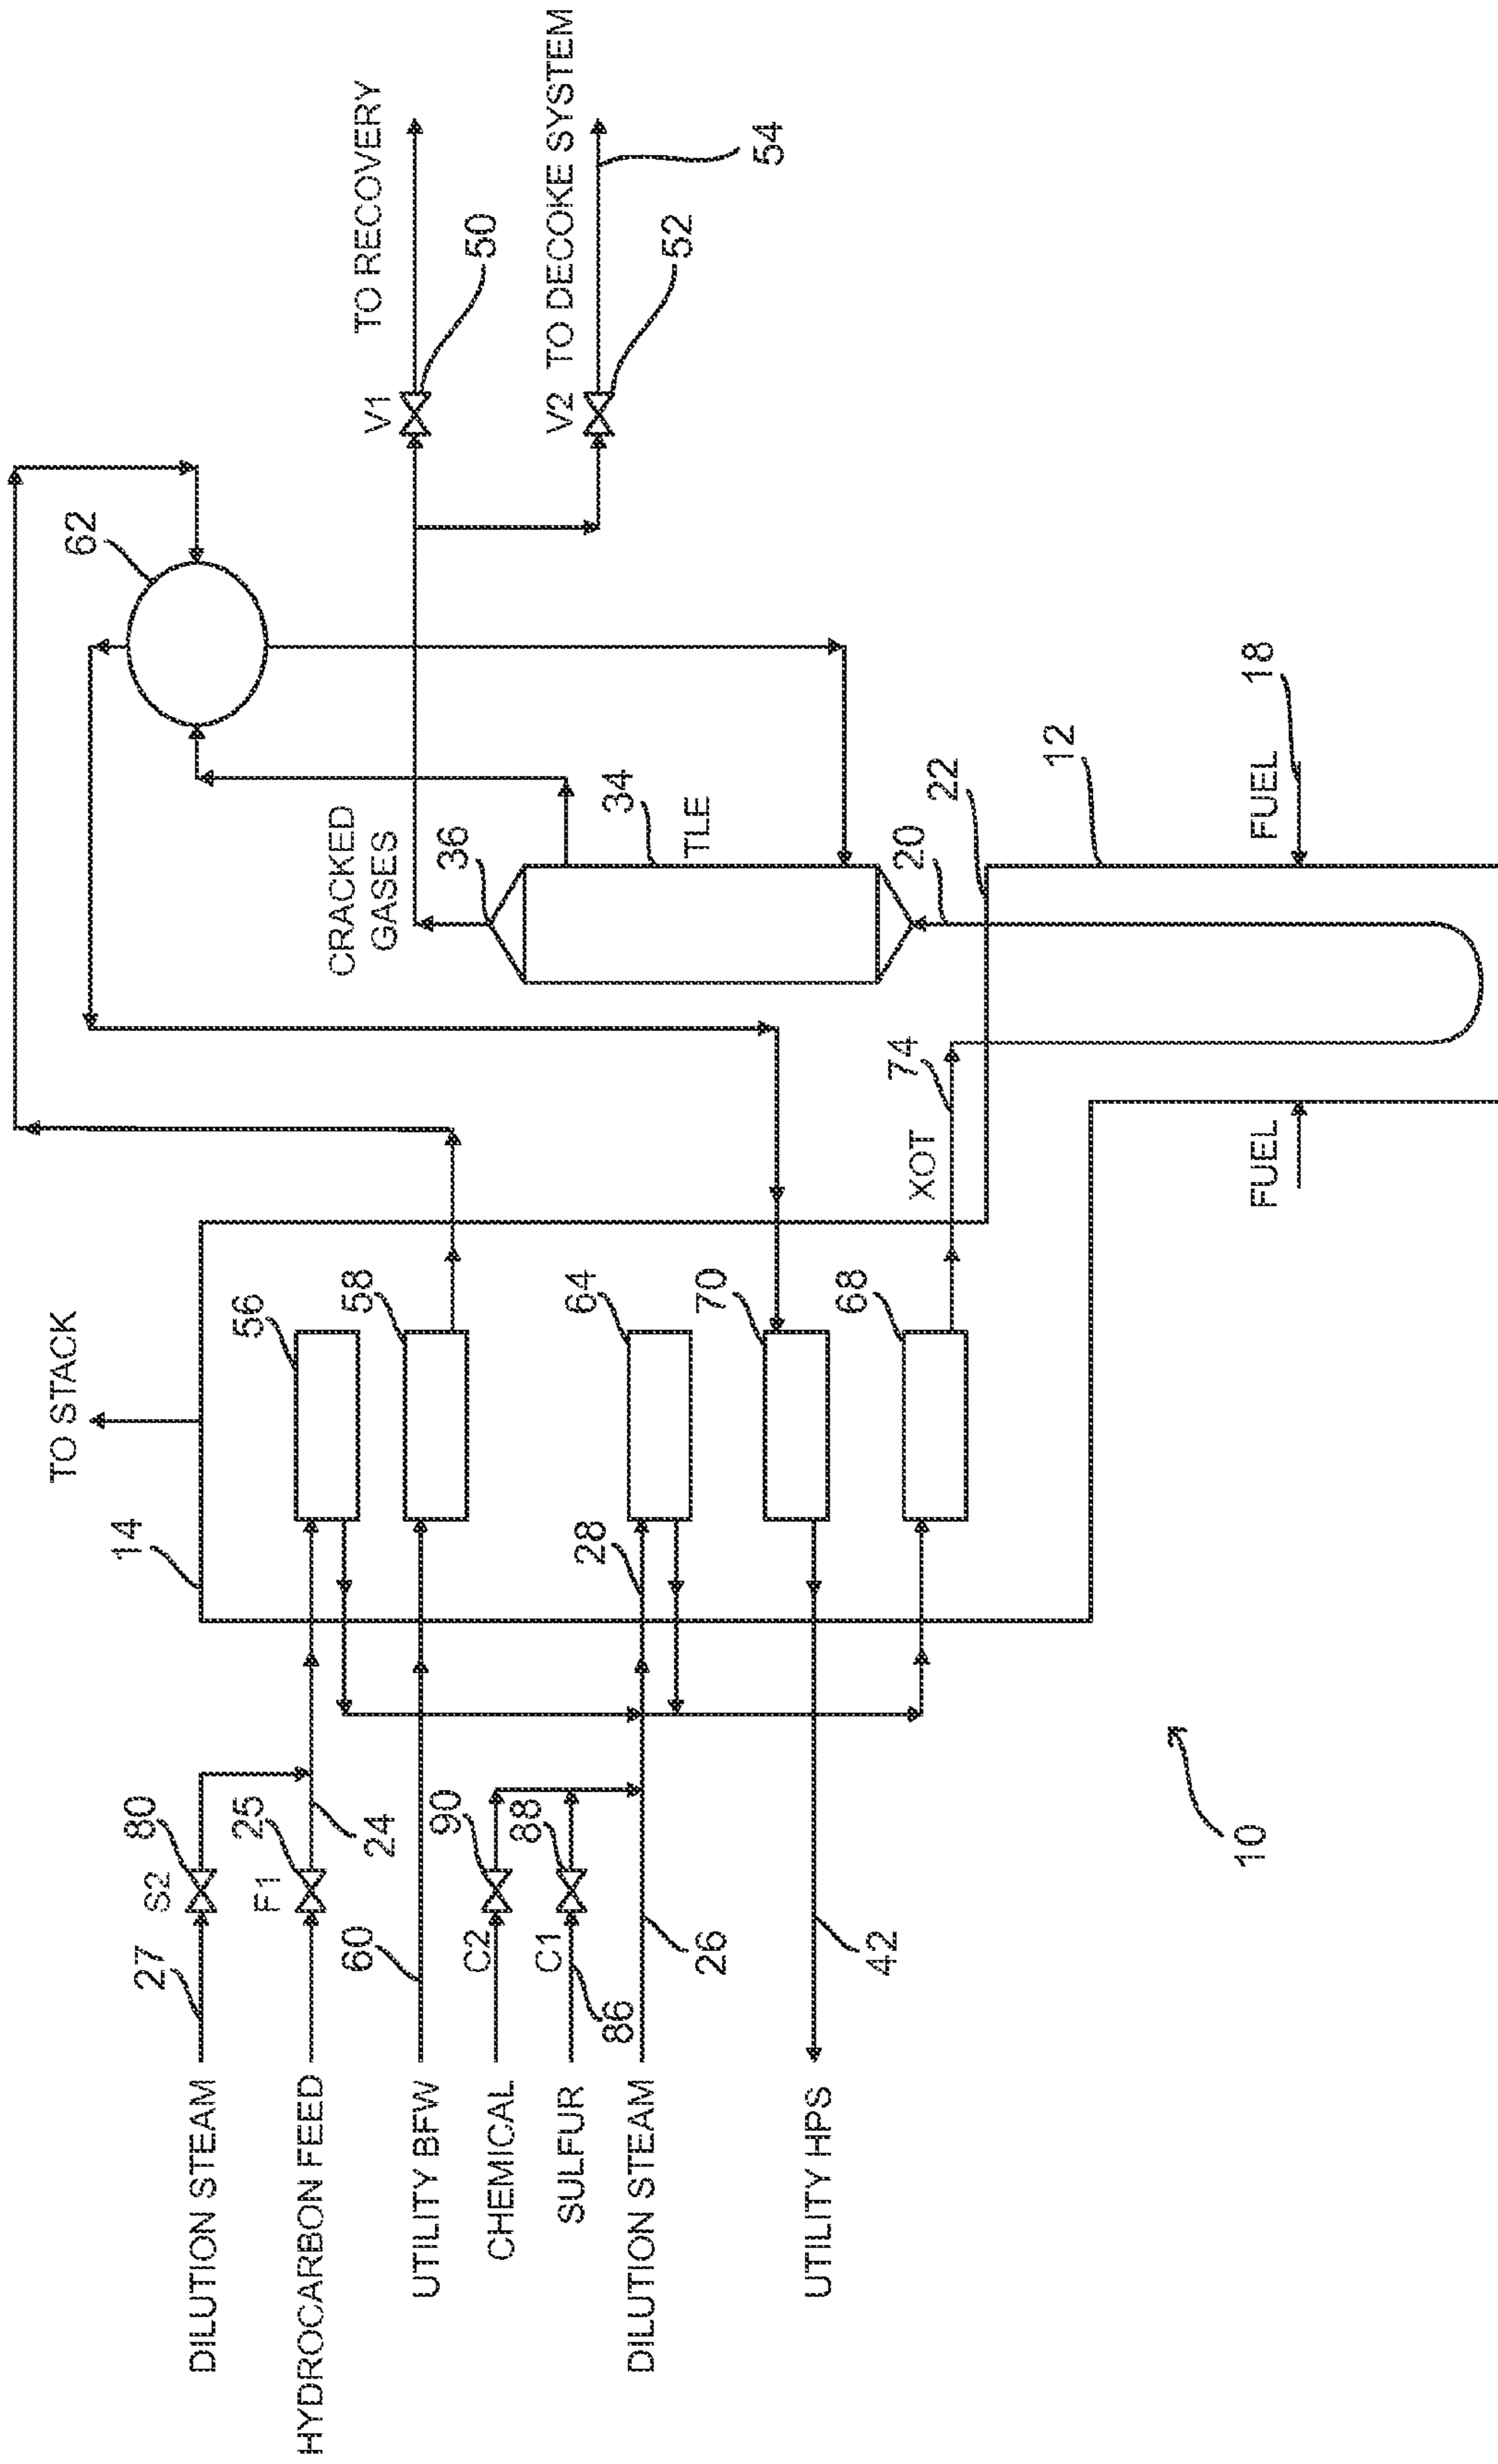 TO STACK
14
62
DILUTION STEAM
27
S2
80
56
HYDROCARBON FEED
F1
25
24
58
UTILITY BFW
60
CHEMICAL
C2
90
SULFUR
C1
88
86
DILUTION STEAM
26
28
64
70
68
UTILITY HPS
42
CRACKED
GASES
36
34
TLE
V1
TO RECOVERY
50
V2
TO DECOKE SYSTEM
52
54
XOT
74
20
22
12
FUEL
FUEL
18
10